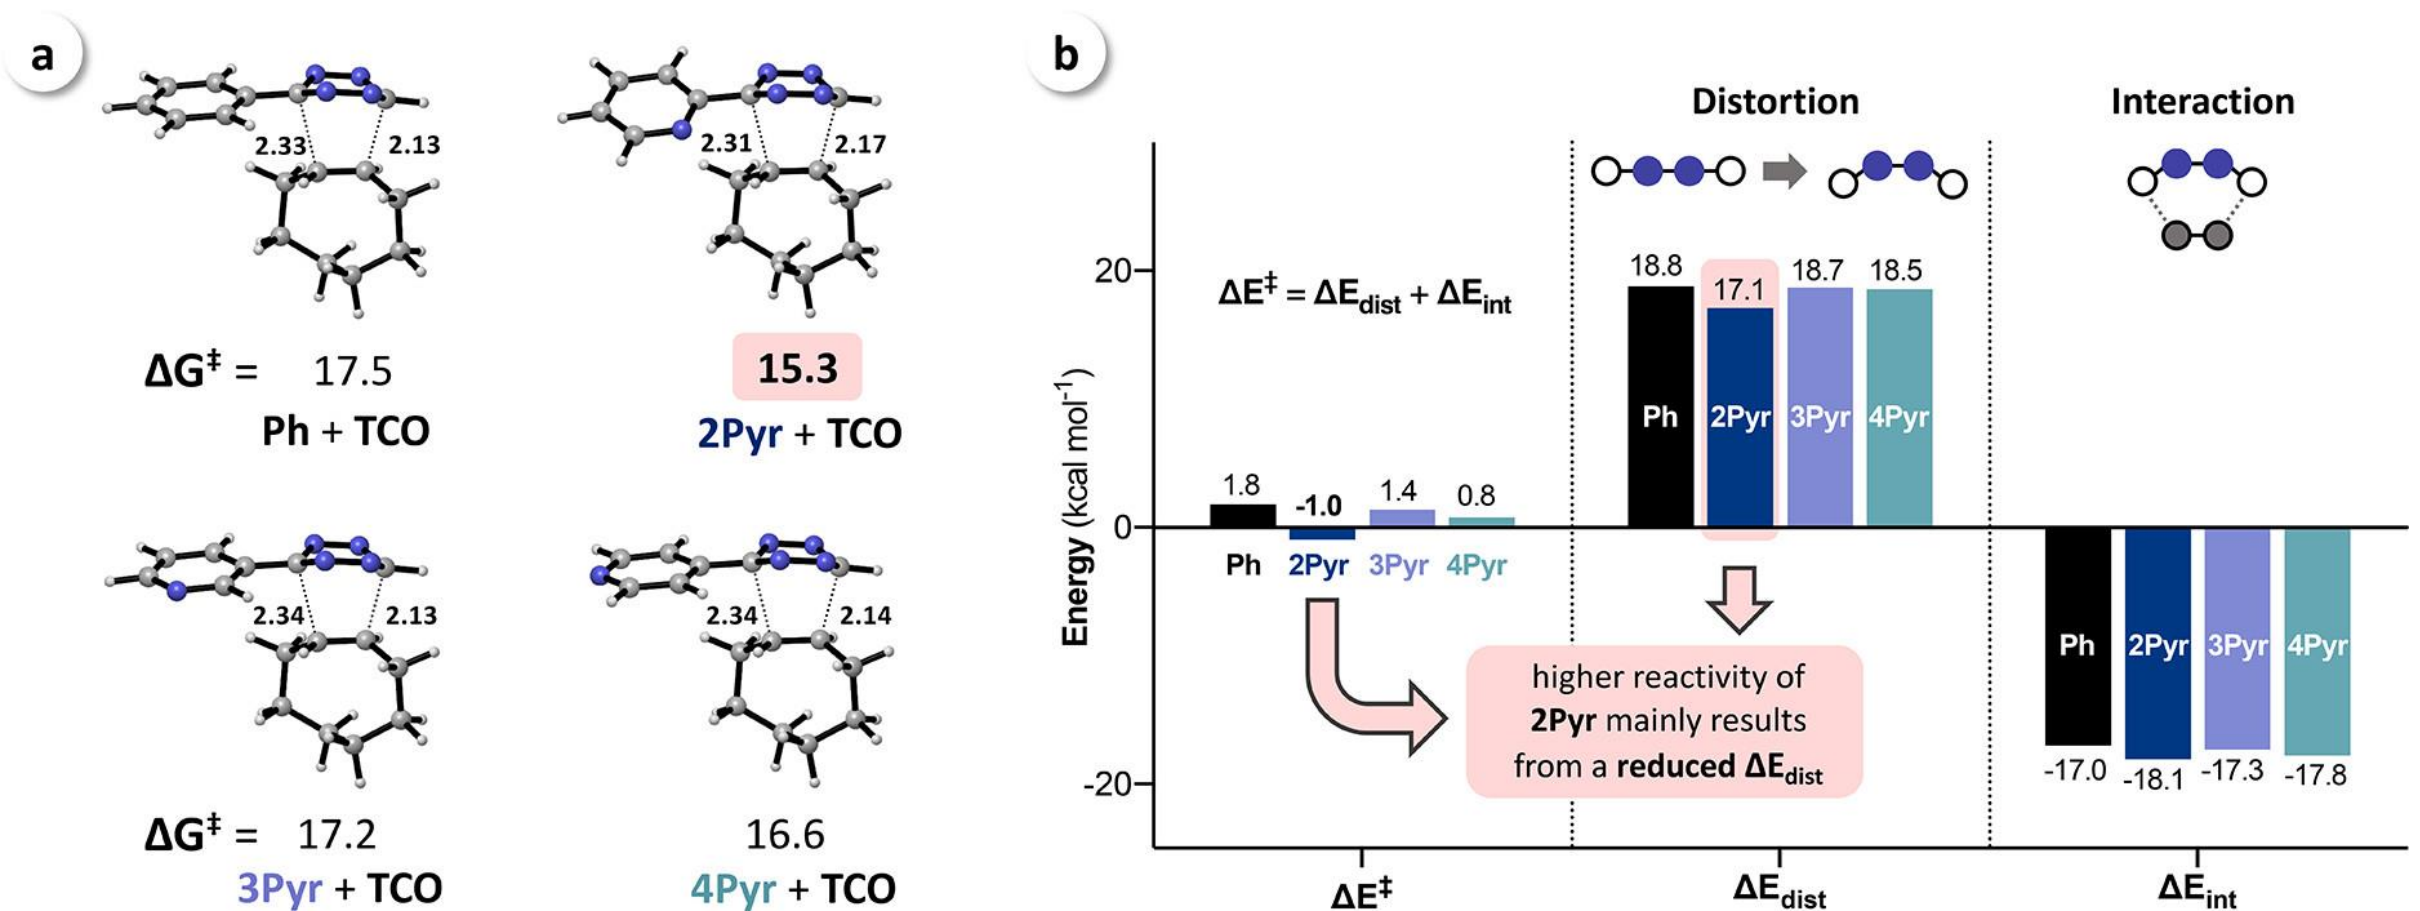 a
2.33
2.13
2.31
2.17
ΔG‡ = 17.5
15.3
Ph + TCO
2Pyr + TCO
2.34
2.13
2.34
2.14
ΔG‡ = 17.2
16.6
3Pyr + TCO
4Pyr + TCO
b
Distortion
Interaction
ΔE‡ = ΔEdist + ΔEint
Energy (kcal mol-1)
20
0
-20
1.8
-1.0
1.4
0.8
Ph
2Pyr
3Pyr
4Pyr
18.8
17.1
18.7
18.5
Ph
2Pyr
3Pyr
4Pyr
higher reactivity of
2Pyr mainly results
from a reduced ΔEdist
Ph
2Pyr
3Pyr
4Pyr
-17.0
-18.1
-17.3
-17.8
ΔE‡
ΔEdist
ΔEint